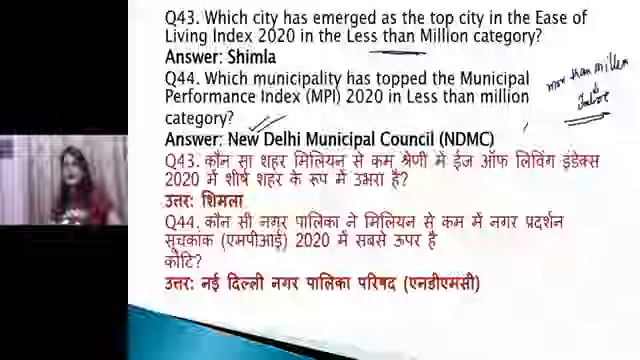 Q43. Which city has emerged as the top city in the Ease of
Living Index 2020 in the Less than Million category?
Answer: Shimla
Q44. Which municipality has topped the Municipal
Performance Index (MPI) 2020 in Less than million
category?
Answer: New Delhi Municipal Council (NDMC)
more than million
Indore
Q43. कौन सा शहर मिलियन से कम श्रेणी में ईज ऑफ लिविंग इंडेक्स
2020 में शीर्ष शहर के रूप में उभरा है?
उत्तर: शिमला
Q44. कौन सी नगर पालिका ने मिलियन से कम में नगर प्रदर्शन
सूचकांक (एमपीआई) 2020 में सबसे ऊपर है
कोटि?
उत्तर: नई दिल्ली नगर पालिका परिषद (एनडीएमसी)